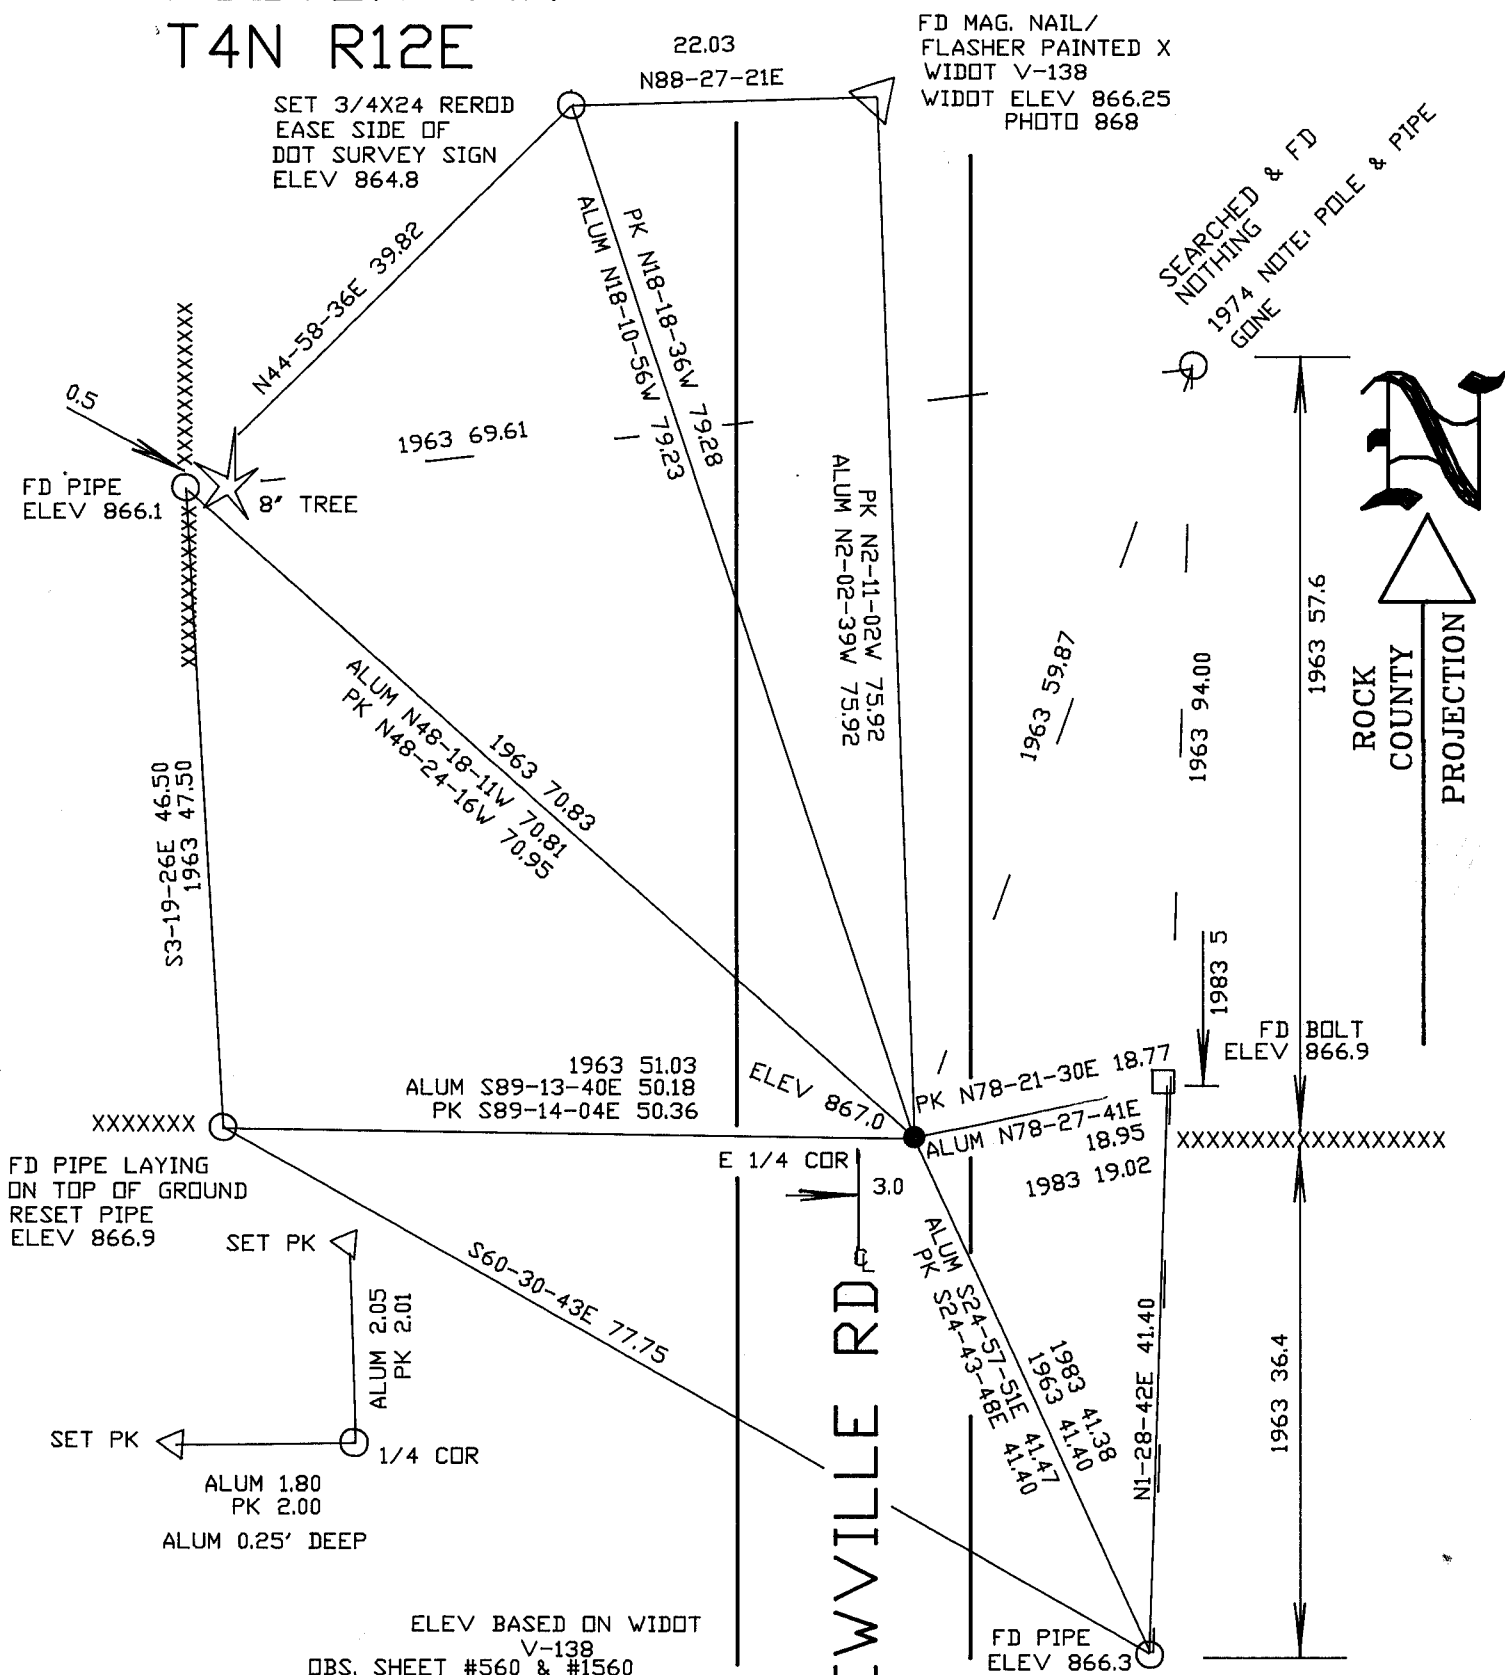 T4N R12E
22.03
N88-27-21E
FD MAG. NAIL/
FLASHER PAINTED X
WIDOT V-138
WIDOT ELEV 866.25
PHOTO 868
SET 3/4X24 REROD
EASE SIDE OF
DOT SURVEY SIGN
ELEV 864.8
SEARCHED & FD
NOTHING
1974 NOTE, POLE & PIPE
GONE
N44-58-36E 39.82
PK N18-18-36W 79.28
ALUM N18-10-56W 79.23
XXXXXXXXXXXXXX
0.5
1963 69.61
FD PIPE
ELEV 866.1
8" TREE
XXXXXXXXXXXXXX
PK N2-11-02W 75.92
ALUM N2-02-39W 75.92
N
1963 57.6
ROCK
COUNTY
PROJECTION
1963 59.87
1963 94.00
1963 70.83
ALUM N48-18-11W 70.81
PK N48-24-16W 70.95
S3-19-26E 46.50
1963 47.50
1983 5
FD BOLT
ELEV 866.9
1963 51.03
ALUM S89-13-40E 50.18
PK S89-14-04E 50.36
ELEV 867.0
PK N78-21-30E 18.77
ALUM N78-27-41E
18.95
1983 19.02
XXXXXXX
XXXXXXXXXXXXXXXXXX
FD PIPE LAYING
ON TOP OF GROUND
RESET PIPE
ELEV 866.9
E 1/4 COR
3.0
CL
SET PK
ALUM 2.05
PK 2.01
S60-30-43E 77.75
1983 41.38
1963 41.40
ALUM S24-57-51E 41.47
PK S24-43-48E 41.40
N1-28-42E 41.40
1963 36.4
SET PK
1/4 COR
ALUM 1.80
PK 2.00
ALUM 0.25' DEEP
EWVILLE RD
ELEV BASED ON WIDOT
V-138
OBS. SHEET #560 & #1560
FD PIPE
ELEV 866.3